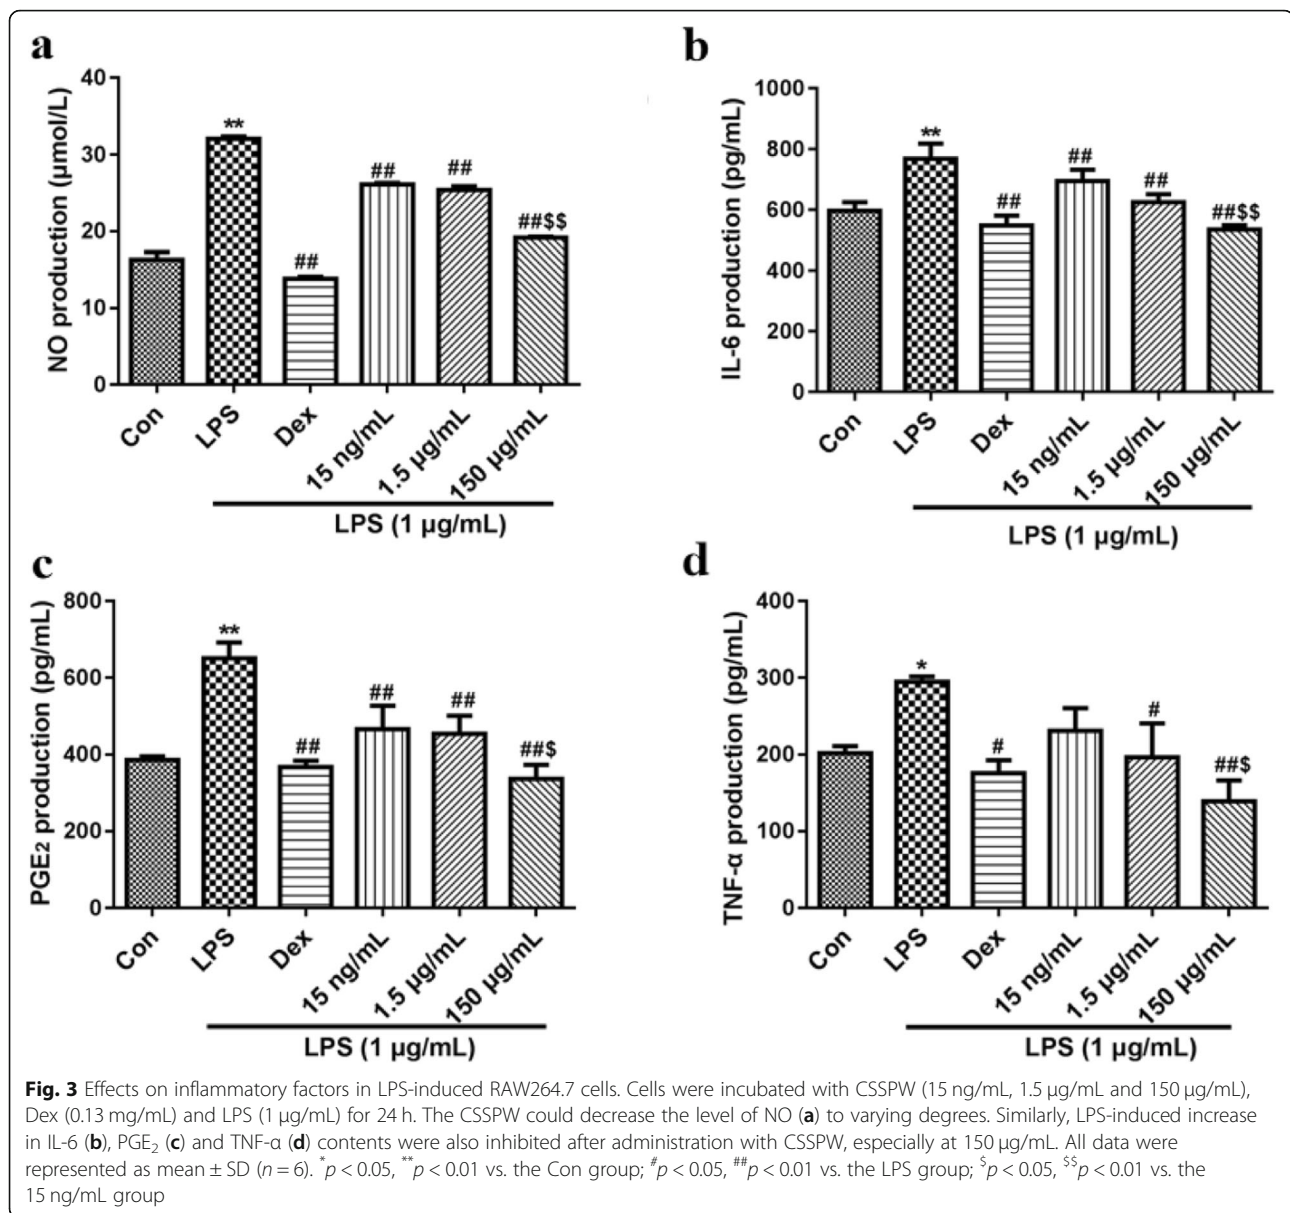 a
NO production (µmol/L)
40
30
20
10
0
**
##
##
##
##$$
Con
LPS
Dex
15 ng/mL
1.5 µg/mL
150 µg/mL
LPS (1 µg/mL)
b
IL-6 production (pg/mL)
1000
800
600
400
200
0
**
##
##
##
##$$
Con
LPS
Dex
15 ng/mL
1.5 µg/mL
150 µg/mL
LPS (1 µg/mL)
c
PGE2 production (pg/mL)
800
600
400
200
0
**
##
##
##
##$
Con
LPS
Dex
15 ng/mL
1.5 µg/mL
150 µg/mL
LPS (1 µg/mL)
d
TNF-α production (pg/mL)
400
300
200
100
0
*
#
#
##$
Con
LPS
Dex
15 ng/mL
1.5 µg/mL
150 µg/mL
LPS (1 µg/mL)
Fig. 3 Effects on inflammatory factors in LPS-induced RAW264.7 cells. Cells were incubated with CSSPW (15 ng/mL, 1.5 µg/mL and 150 µg/mL),
Dex (0.13 mg/mL) and LPS (1 µg/mL) for 24 h. The CSSPW could decrease the level of NO (a) to varying degrees. Similarly, LPS-induced increase
in IL-6 (b), PGE2 (c) and TNF-α (d) contents were also inhibited after administration with CSSPW, especially at 150 µg/mL. All data were
represented as mean ± SD (n = 6). *p < 0.05, **p < 0.01 vs. the Con group; #p < 0.05, ##p < 0.01 vs. the LPS group; $p < 0.05, $$p < 0.01 vs. the
15 ng/mL group